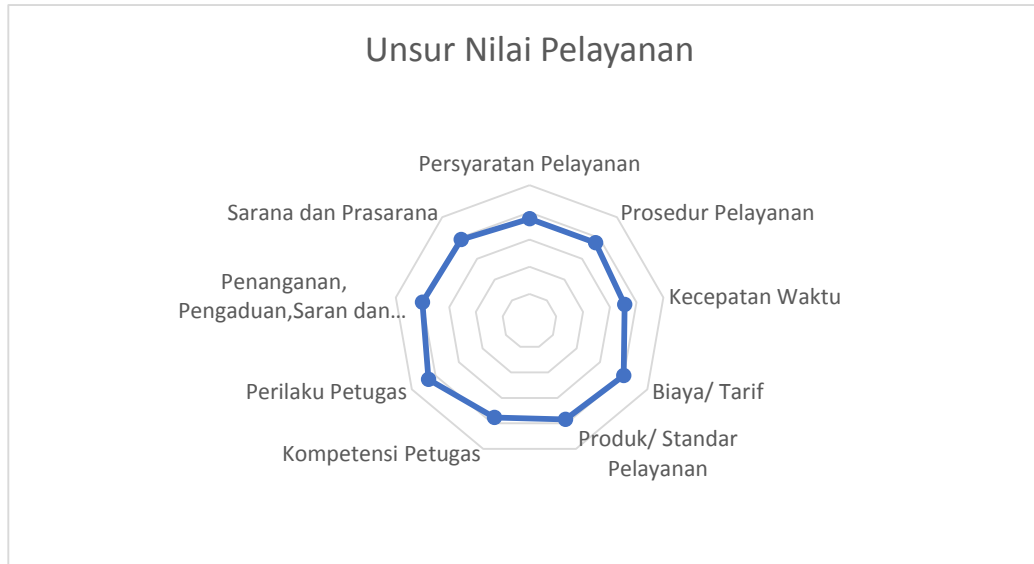 Unsur Nilai Pelayanan
Persyaratan Pelayanan
Prosedur Pelayanan
Kecepatan Waktu
Biaya/ Tarif
Produk/ Standar
Pelayanan
Kompetensi Petugas
Perilaku Petugas
Penanganan,
Pengaduan,Saran dan...
Sarana dan Prasarana